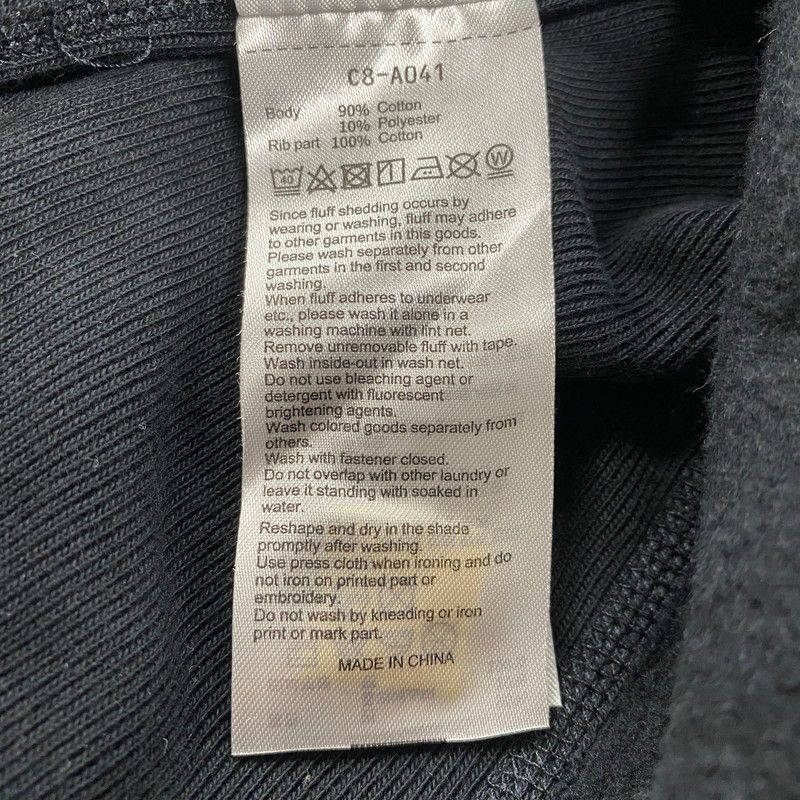 C8-A041
Body 90% Cotton
10% Polyester
Rib part 100% Cotton
40 W
Since fluff shedding occurs by
wearing or washing, fluff may adhere
to other garments in this goods.
Please wash separately from other
garments in the first and second
washing.
When fluff adheres to underwear
etc., please wash it alone in a
washing machine with lint net.
Remove unremovable fluff with tape.
Wash inside-out in wash net.
Do not use bleaching agent or
detergent with fluorescent
brightening agents.
Wash colored goods separately from
others.
Wash with fastener closed.
Do not overlap with other laundry or
leave it standing with soaked in
water.
Reshape and dry in the shade
promptly after washing.
Use press cloth when ironing and do
not iron on printed part or
embroidery.
Do not wash by kneading or iron
print or mark part.
MADE IN CHINA